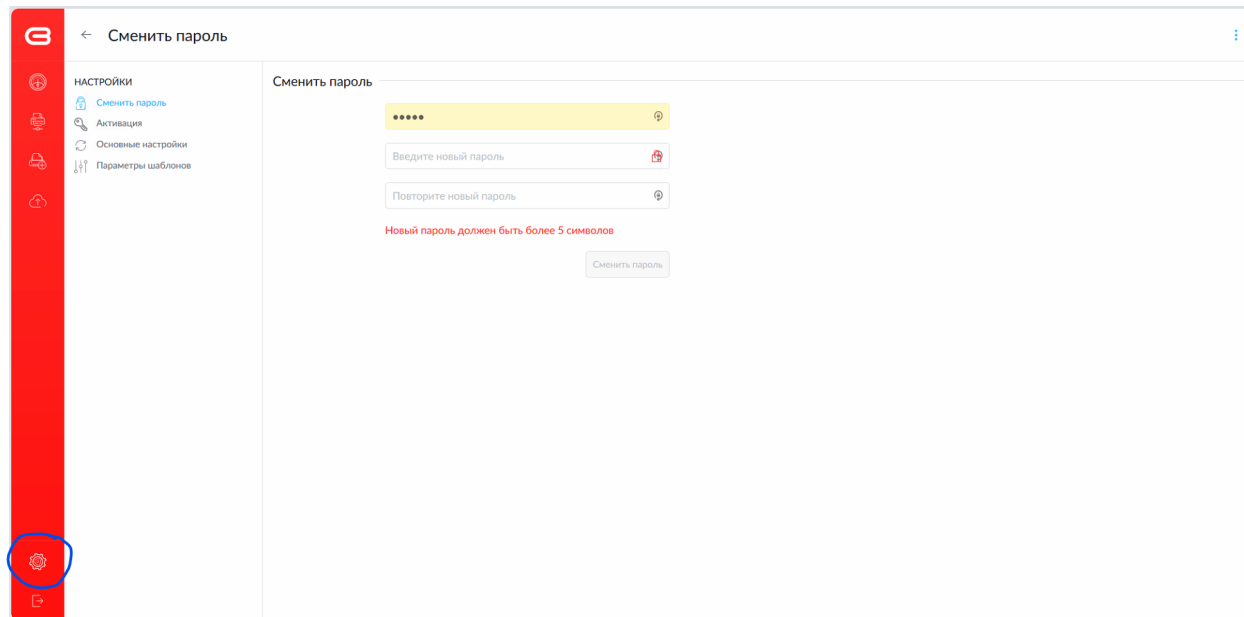 Сменить пароль
НАСТРОЙКИ
Сменить пароль
Активация
Основные настройки
Параметры шаблонов
Сменить пароль
•••••
Введите новый пароль
Повторите новый пароль
Новый пароль должен быть более 5 символов
Сменить пароль